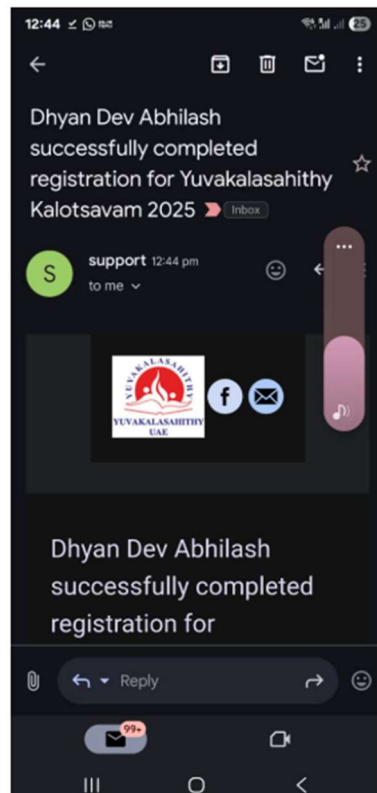 12:44
25
Dhyan Dev Abhilash
successfully completed
registration for Yuvakalasahithy
Kalotsavam 2025
Inbox
S
support 12:44 pm
to me
YUVAKALASAHITHY
YUVAKALASAHITHY
UAE
f
Dhyan Dev Abhilash
successfully completed
registration for
Reply
99+